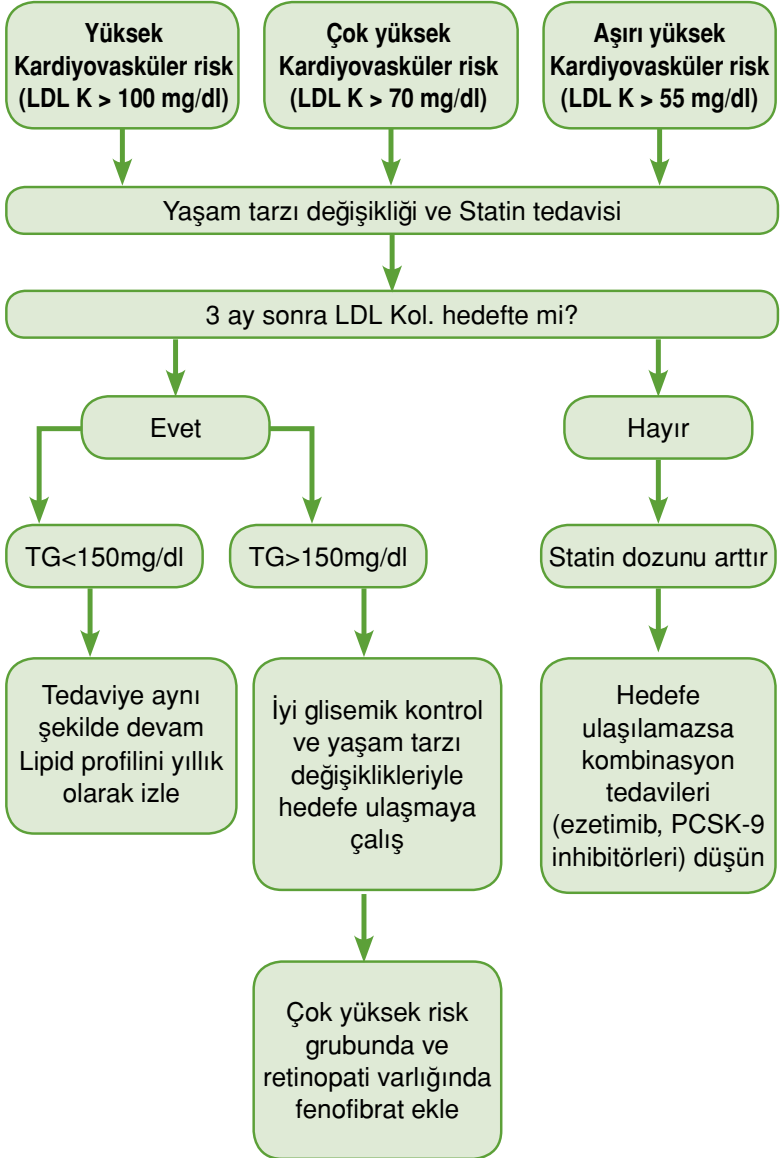 Yüksek
Kardiyovasküler risk
(LDL K > 100 mg/dl)
Çok yüksek
Kardiyovasküler risk
(LDL K > 70 mg/dl)
Aşırı yüksek
Kardiyovasküler risk
(LDL K > 55 mg/dl)
Yaşam tarzı değişikliği ve Statin tedavisi
3 ay sonra LDL Kol. hedefte mi?
Evet
Hayır
TG<150mg/dl
TG>150mg/dl
Statin dozunu arttır
Tedaviye aynı
şekilde devam
Lipid profilini yıllık
olarak izle
İyi glisemik kontrol
ve yaşam tarzı
değişiklikleriyle
hedefe ulaşmaya
çalış
Hedefe
ulaşılamazsa
kombinasyon
tedavileri
(ezetimib, PCSK-9
inhibitörleri) düşün
Çok yüksek risk
grubunda ve
retinopati varlığında
fenofibrat ekle